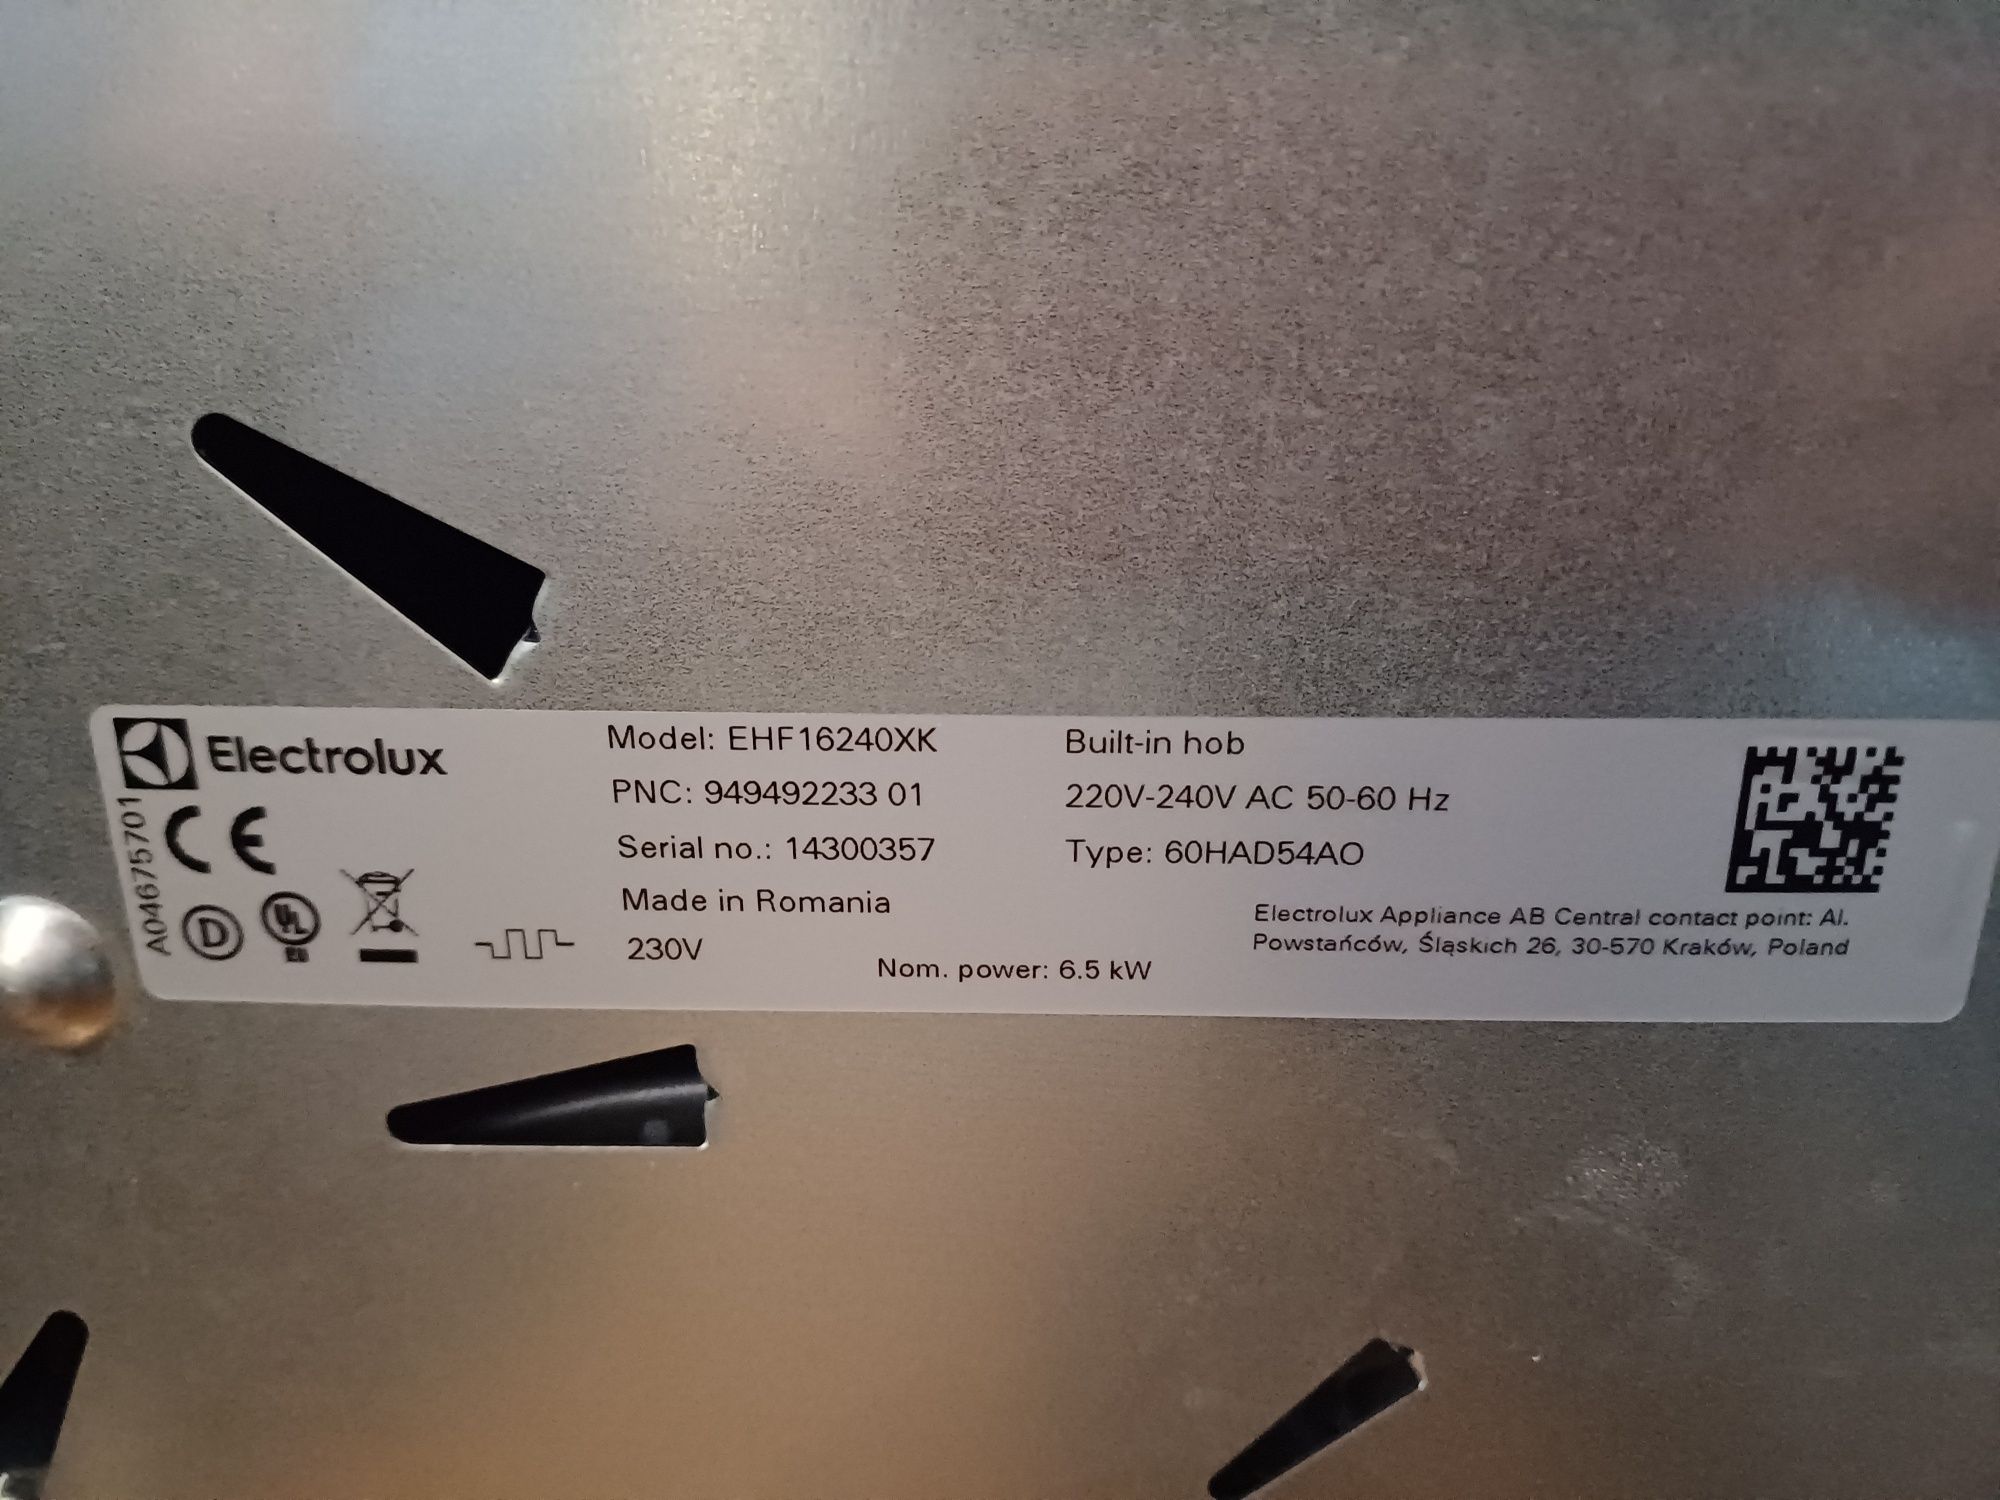 Electrolux
Model: EHF16240XK
PNC: 949492233 01
Serial no.: 14300357
Made in Romania
230V
Nom. power: 6.5 kW
Built-in hob
220V-240V AC 50-60 Hz
Type: 60HAD54AO
Electrolux Appliance AB Central contact point: Al.
Powstańców, Śląskich 26, 30-570 Kraków, Poland
A04675701
CE
D